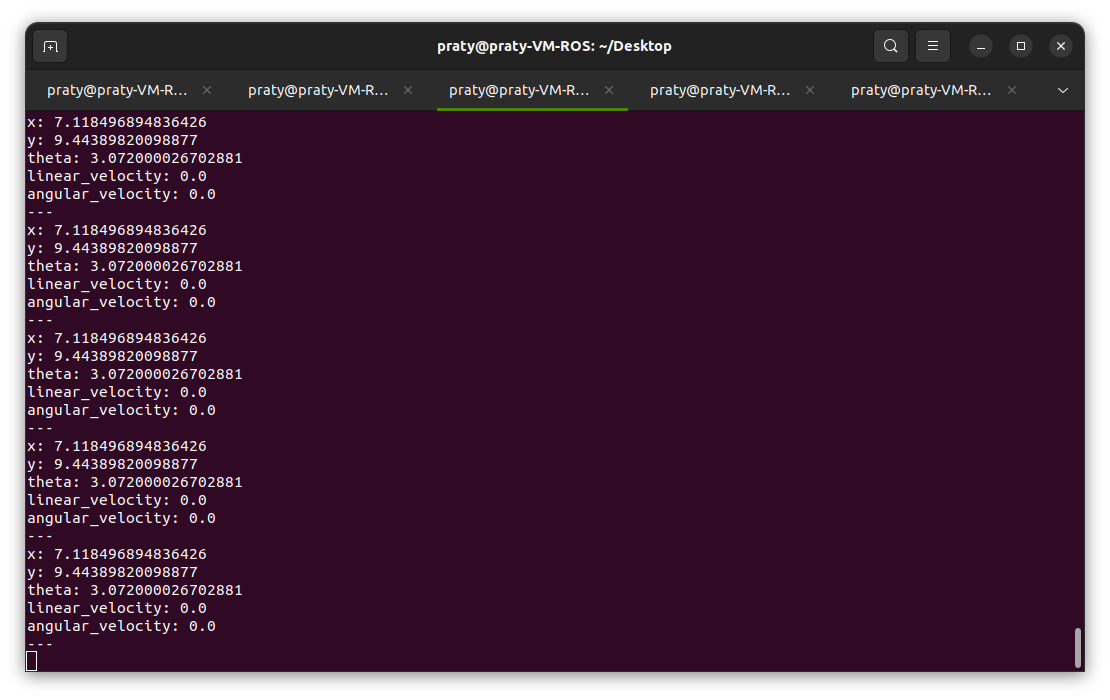 praty@praty-VM-ROS: ~/Desktop
praty@praty-VM-R... praty@praty-VM-R... praty@praty-VM-R... praty@praty-VM-R... praty@praty-VM-R...
x: 7.118496894836426
y: 9.44389820098877
theta: 3.072000026702881
linear_velocity: 0.0
angular_velocity: 0.0
---
x: 7.118496894836426
y: 9.44389820098877
theta: 3.072000026702881
linear_velocity: 0.0
angular_velocity: 0.0
---
x: 7.118496894836426
y: 9.44389820098877
theta: 3.072000026702881
linear_velocity: 0.0
angular_velocity: 0.0
---
x: 7.118496894836426
y: 9.44389820098877
theta: 3.072000026702881
linear_velocity: 0.0
angular_velocity: 0.0
---
x: 7.118496894836426
y: 9.44389820098877
theta: 3.072000026702881
linear_velocity: 0.0
angular_velocity: 0.0
---